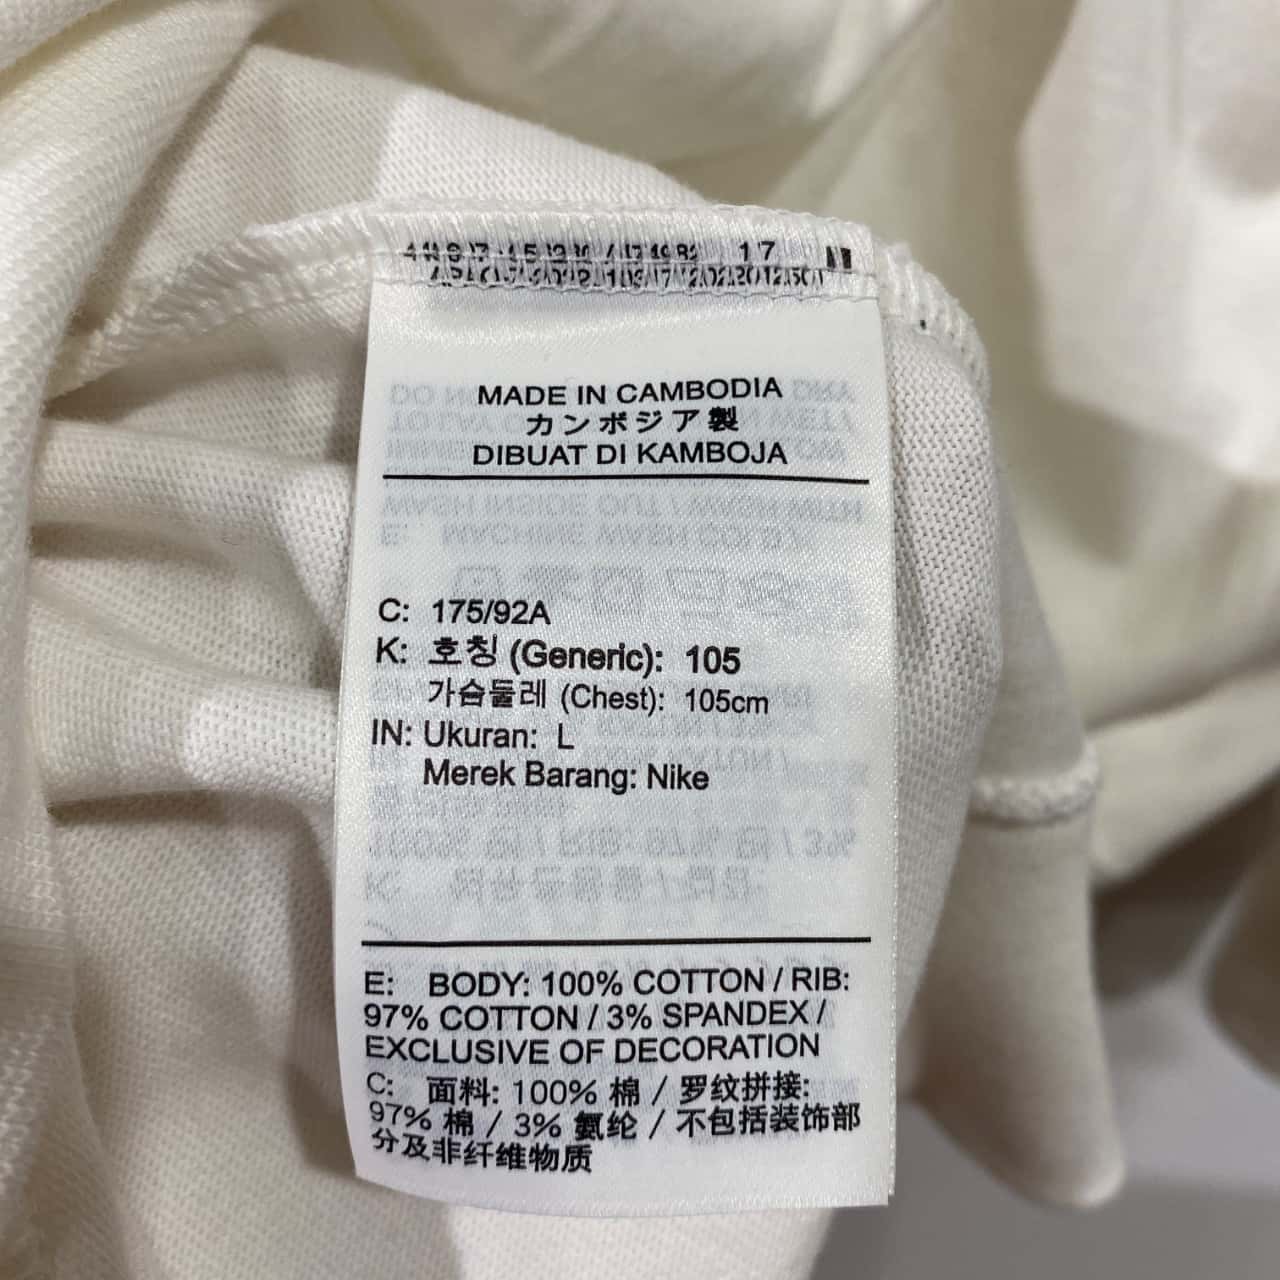 MADE IN CAMBODIA
カンボジア製
DIBUAT DI KAMBOJA
C: 175/92A
K: 호칭 (Generic): 105
가슴둘레 (Chest): 105cm
IN: Ukuran: L
Merek Barang: Nike
E: BODY: 100% COTTON / RIB:
97% COTTON / 3% SPANDEX /
EXCLUSIVE OF DECORATION
C: 面料: 100% 棉 / 罗纹拼接:
97% 棉 / 3% 氨纶 / 不包括装饰部
分及非纤维物质